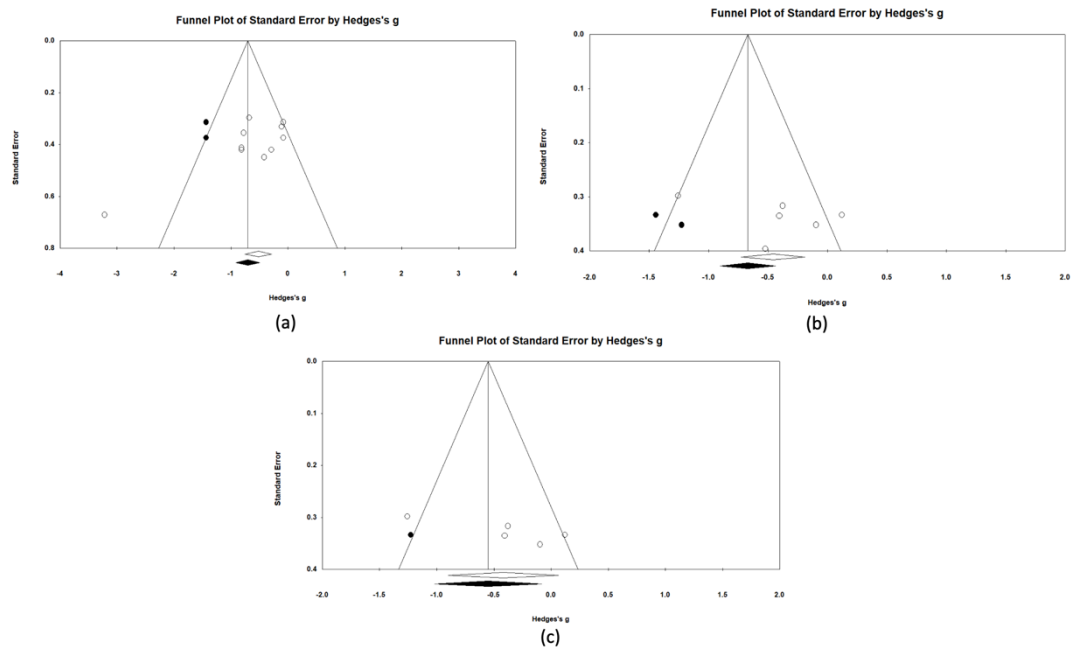 Funnel Plot of Standard Error by Hedges's g
0.0
0.2
0.4
0.6
0.8
Standard Error
-4 -3 -2 -1 0 1 2 3 4
Hedges's g
(a)
Funnel Plot of Standard Error by Hedges's g
0.0
0.1
0.2
0.3
0.4
Standard Error
-2.0 -1.5 -1.0 -0.5 0.0 0.5 1.0 1.5 2.0
Hedges's g
(b)
Funnel Plot of Standard Error by Hedges's g
0.0
0.1
0.2
0.3
0.4
Standard Error
-2.0 -1.5 -1.0 -0.5 0.0 0.5 1.0 1.5 2.0
Hedges's g
(c)